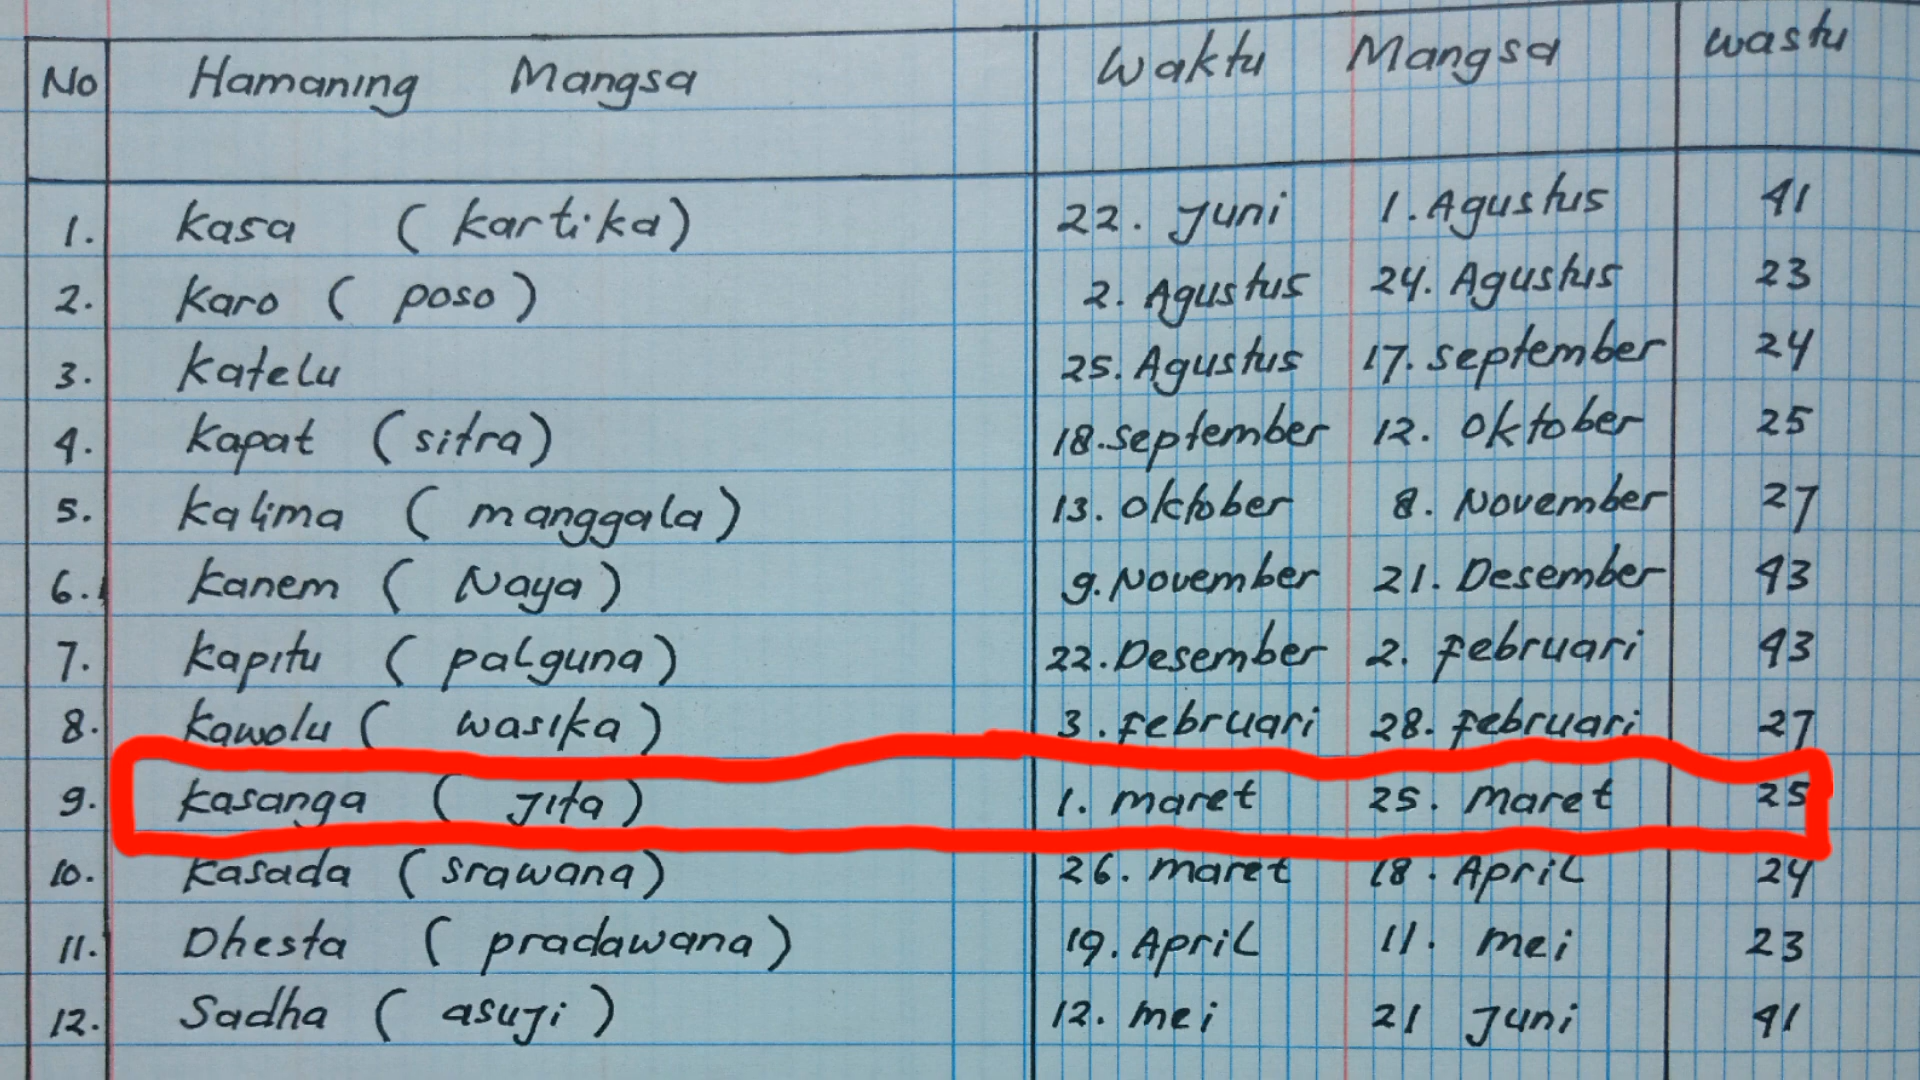 No Hamaning Mangsa Waktu Mangsa wastu
1. Kasa (kartika) 22. Juni 1. Agustus 41
2. Karo (poso) 2. Agustus 24. Agustus 23
3. Katelu 25. Agustus 17. september 24
4. Kapat (sitra) 18. september 12. Oktober 25
5. Kalima (manggala) 13. Oktober 8. November 27
6. Kanem (Naya) 9. November 21. Desember 43
7. Kapitu (palguna) 22. Desember 2. Februari 43
8. Kawolu (wasika) 3. Februari 28. Februari 27
9. Kasanga (Jita) 1. Maret 25. Maret 25
10. Kasada (srawana) 26. Maret 18. April 24
11. Dhesta (pradawana) 19. April 11. Mei 23
12. Sadha (asuji) 12. Mei 21 Juni 41